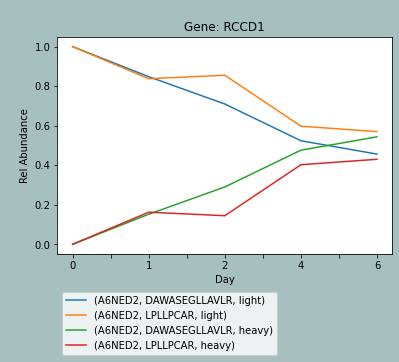 Gene: RCCD1
1.0
0.8
0.6
0.4
0.2
0.0
Rel Abundance
0 1 2 4 6
Day
(A6NED2, DAWASEGLLAVLR, light)
(A6NED2, LPLLPCAR, light)
(A6NED2, DAWASEGLLAVLR, heavy)
(A6NED2, LPLLPCAR, heavy)